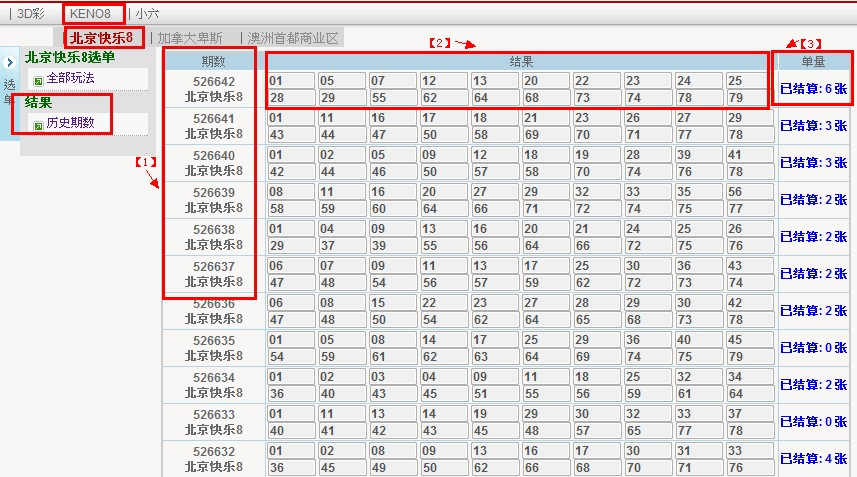 | 3D彩 | KENO8 | 小六
| 北京快乐8 | 加拿大卑斯 | 澳洲首都商业区
选单
北京快乐8选单
全部玩法
结果
历史期数
【1】
【2】
【3】
期数 结果 单量
526642 01 05 07 12 13 20 22 23 24 25 已结算: 6 张
北京快乐8 28 29 55 62 64 68 73 74 78 79
526641 01 11 16 17 18 21 23 26 27 29 已结算: 3 张
北京快乐8 43 44 47 50 58 69 70 71 77 78
526640 01 02 05 09 12 18 19 28 39 41 已结算: 3 张
北京快乐8 42 44 46 50 57 58 70 74 76 78
526639 08 11 16 20 27 29 32 33 35 56 已结算: 2 张
北京快乐8 58 59 60 64 66 71 72 74 75 77
526638 01 04 09 13 16 20 21 24 25 26 已结算: 2 张
北京快乐8 29 37 39 55 56 64 66 72 75 76
526637 06 07 09 11 13 17 25 30 36 43 已结算: 2 张
北京快乐8 47 48 54 56 57 59 62 72 73 74
526636 06 08 15 22 23 27 28 29 30 42 已结算: 2 张
北京快乐8 47 48 50 54 62 64 65 68 73 78
526635 01 05 08 14 17 25 29 36 40 45 已结算: 0 张
北京快乐8 54 59 61 62 63 64 69 74 75 79
526634 01 02 03 04 09 11 18 25 32 34 已结算: 2 张
北京快乐8 36 40 43 45 51 55 56 59 61 64
526633 01 11 13 14 19 29 30 32 33 37 已结算: 0 张
北京快乐8 40 41 42 43 45 48 57 65 77 78
526632 01 02 08 09 13 16 17 20 31 33 已结算: 4 张
北京快乐8 36 45 49 50 62 66 68 70 71 76